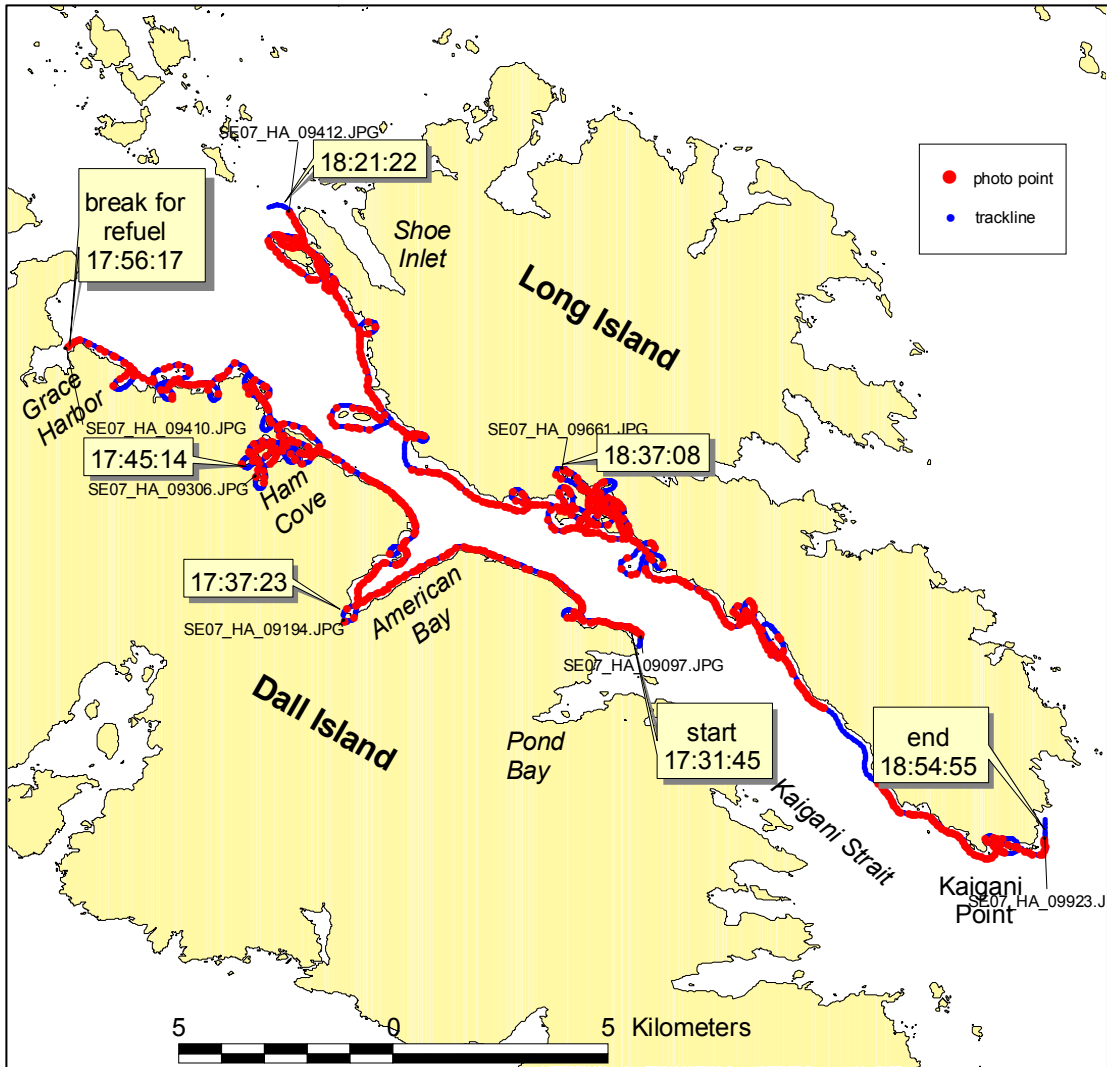 SE07_HA_09412.JPG
18:21:22
photo point
trackline
break for
refuel
17:56:17
Shoe
Inlet
Long Island
Grace
Harbor
SE07_HA_09410.JPG
17:45:14
SE07_HA_09306.JPG
Ham
Cove
SE07_HA_09661.JPG
18:37:08
17:37:23
SE07_HA_09194.JPG
American
Bay
SE07_HA_09097.JPG
Dall Island
Pond
Bay
start
17:31:45
end
18:54:55
Kaigani Strait
Kaigani
Point
SE07_HA_09923.J
5 0 5 Kilometers